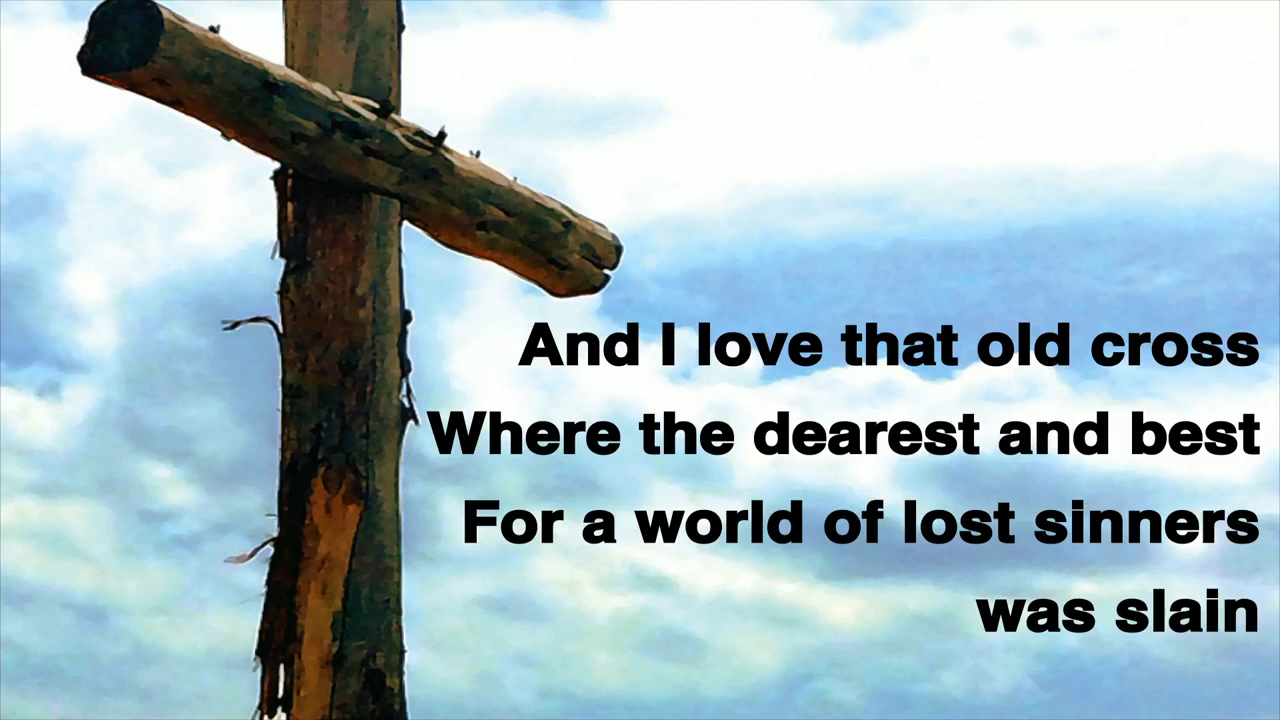 And I love that old cross
Where the dearest and best
For a world of lost sinners
was slain